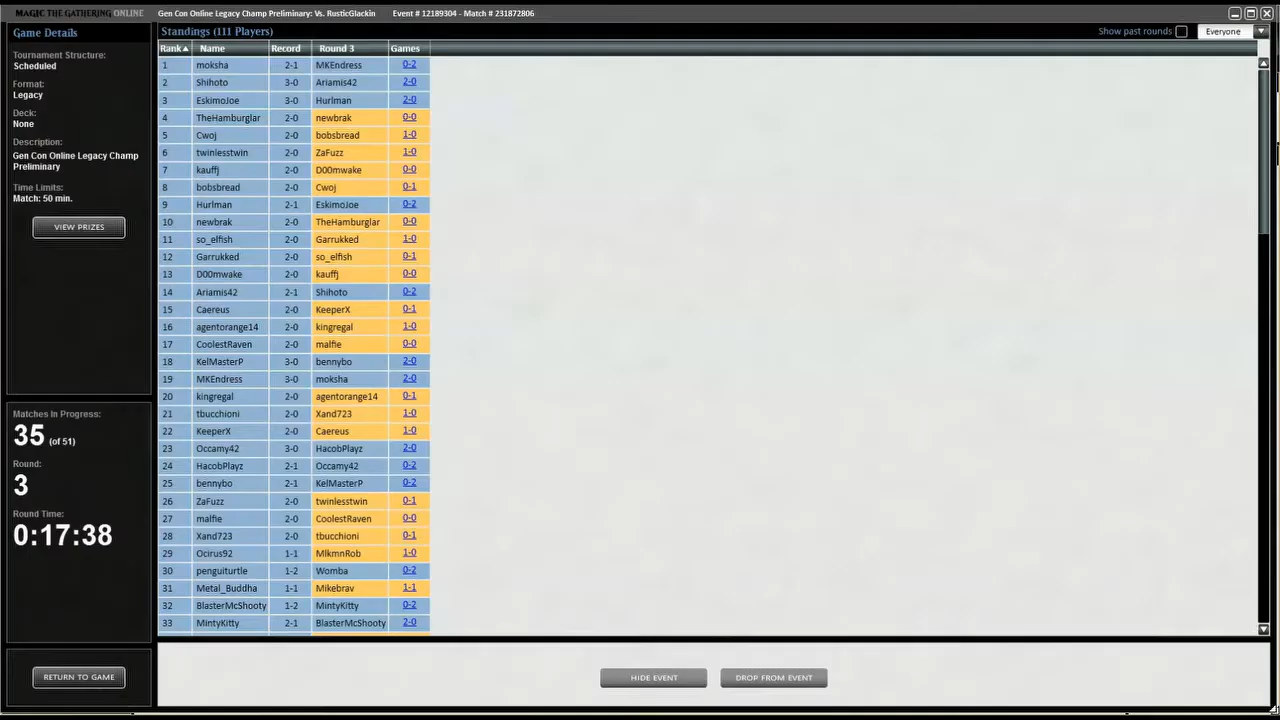 MAGIC THE GATHERING ONLINE Gen Con Online Legacy Champ Preliminary: Vs. RusticGlackin Event # 12189304 - Match # 231872806
Game Details
Tournament Structure:
Scheduled
Format:
Legacy
Deck:
None
Description:
Gen Con Online Legacy Champ
Preliminary
Time Limits:
Match: 50 min.
VIEW PRIZES
Matches In Progress:
35 (of 51)
Round:
3
Round Time:
0:17:38
RETURN TO GAME
Standings (111 Players) Show past rounds Everyone
Rank Name Record Round 3 Games
1 moksha 2-1 MKEndress 0-2
2 Shihoto 3-0 Ariamis42 2-0
3 EskimoJoe 3-0 Hurlman 2-0
4 TheHamburglar 2-0 newbrak 0-0
5 Cwoj 2-0 bobsbread 1-0
6 twinlesstwin 2-0 ZaFuzz 1-0
7 kauffj 2-0 D00mwake 0-0
8 bobsbread 2-0 Cwoj 0-1
9 Hurlman 2-1 EskimoJoe 0-2
10 newbrak 2-0 TheHamburglar 0-0
11 so_elfish 2-0 Garrukked 1-0
12 Garrukked 2-0 so_elfish 0-1
13 D00mwake 2-0 kauffj 0-0
14 Ariamis42 2-1 Shihoto 0-2
15 Caereus 2-0 KeeperX 0-1
16 agentorange14 2-0 kingregal 1-0
17 CoolestRaven 2-0 malfie 0-0
18 KelMasterP 3-0 bennybo 2-0
19 MKEndress 3-0 moksha 2-0
20 kingregal 2-0 agentorange14 0-1
21 tbucchioni 2-0 Xand723 1-0
22 KeeperX 2-0 Caereus 1-0
23 Occamy42 3-0 HacobPlayz 2-0
24 HacobPlayz 2-1 Occamy42 0-2
25 bennybo 2-1 KelMasterP 0-2
26 ZaFuzz 2-0 twinlesstwin 0-1
27 malfie 2-0 CoolestRaven 0-0
28 Xand723 2-0 tbucchioni 0-1
29 Ocirus92 1-1 MlkmnRob 1-0
30 penguiturtle 1-2 Womba 0-2
31 Metal_Buddha 1-1 Mikebrav 1-1
32 BlasterMcShooty 1-2 MintyKitty 0-2
33 MintyKitty 2-1 BlasterMcShooty 2-0
HIDE EVENT DROP FROM EVENT